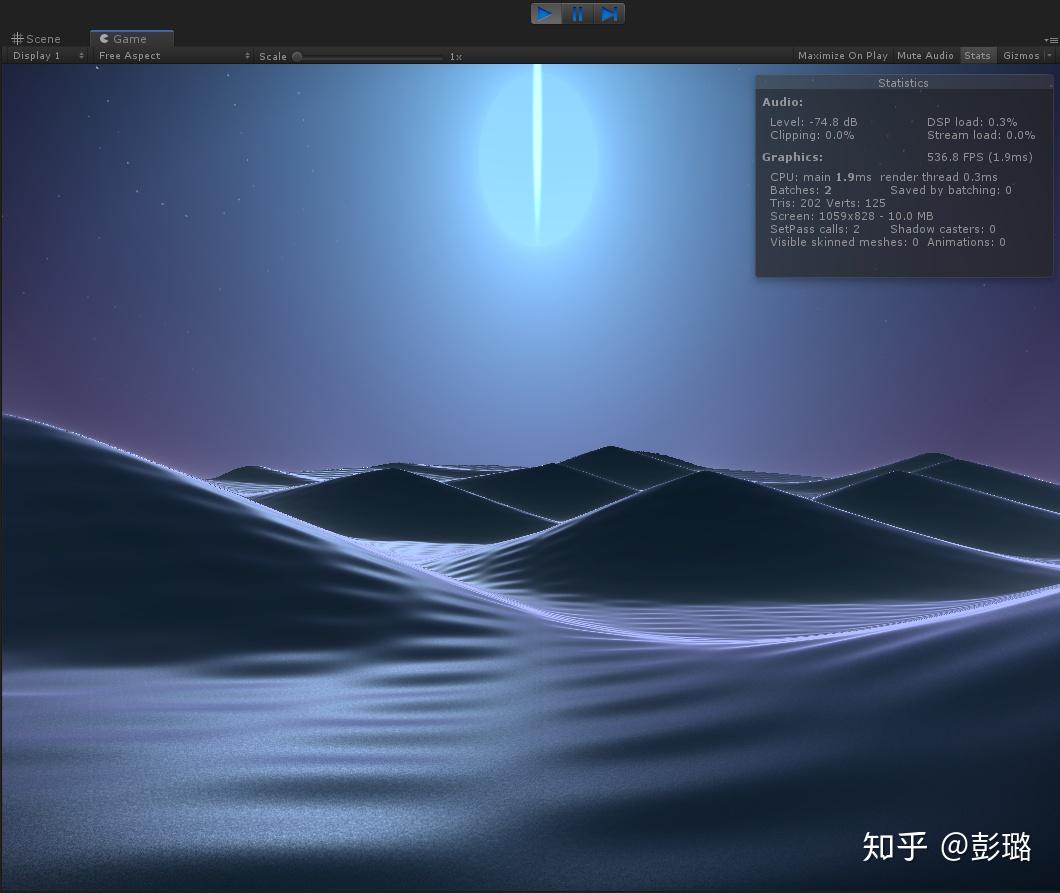 Scene Game
Display 1 Free Aspect Scale 1x Maximize On Play Mute Audio Stats Gizmos
Statistics
Audio:
Level: -74.8 dB DSP load: 0.3%
Clipping: 0.0% Stream load: 0.0%
Graphics: 536.8 FPS (1.9ms)
CPU: main 1.9ms render thread 0.3ms
Batches: 2 Saved by batching: 0
Tris: 202 Verts: 125
Screen: 1059x828 - 10.0 MB
SetPass calls: 2 Shadow casters: 0
Visible skinned meshes: 0 Animations: 0
知乎 @彭璐